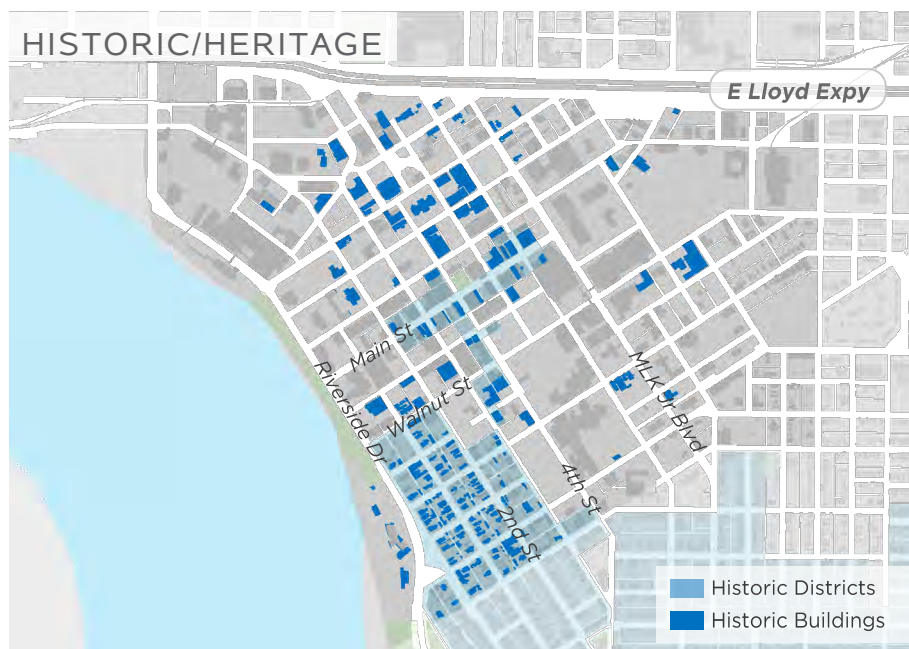 HISTORIC/HERITAGE
E Lloyd Expy
Main St
Riverside Dr
Walnut St
MLK Jr Blvd
4th St
2nd St
Historic Districts
Historic Buildings